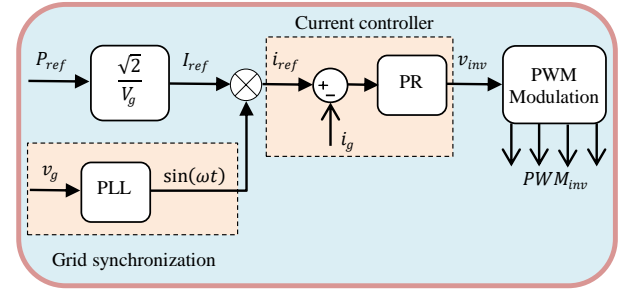 Current controller
P_ref
√2
V_g
I_ref
i_ref
+
−
PR
v_inv
PWM
Modulation
i_g
v_g
PLL
sin(ωt)
PWM_inv
Grid synchronization